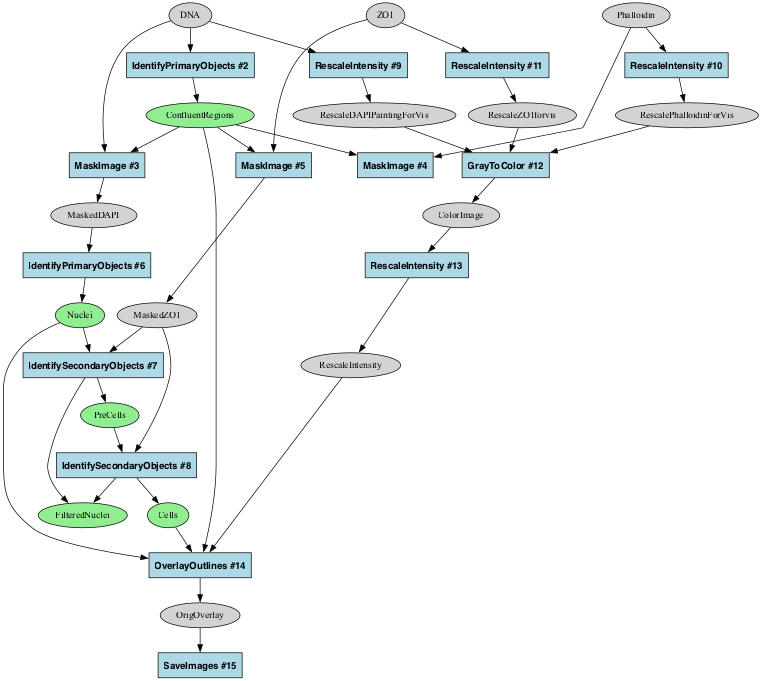 DNA
ZO1
Phalloidin
IdentifyPrimaryObjects #2
RescaleIntensity #9
RescaleIntensity #11
RescaleIntensity #10
ConfluentRegions
RescaleDAPIPaintingForVis
RescaleZO1forvis
RescalePhalloidinForVis
MaskImage #3
MaskImage #5
MaskImage #4
GrayToColor #12
MaskedDAPI
ColorImage
IdentifyPrimaryObjects #6
RescaleIntensity #13
Nuclei
MaskedZO1
IdentifySecondaryObjects #7
RescaleIntensity
PreCells
IdentifySecondaryObjects #8
FilteredNuclei
Cells
OverlayOutlines #14
OrigOverlay
SaveImages #15